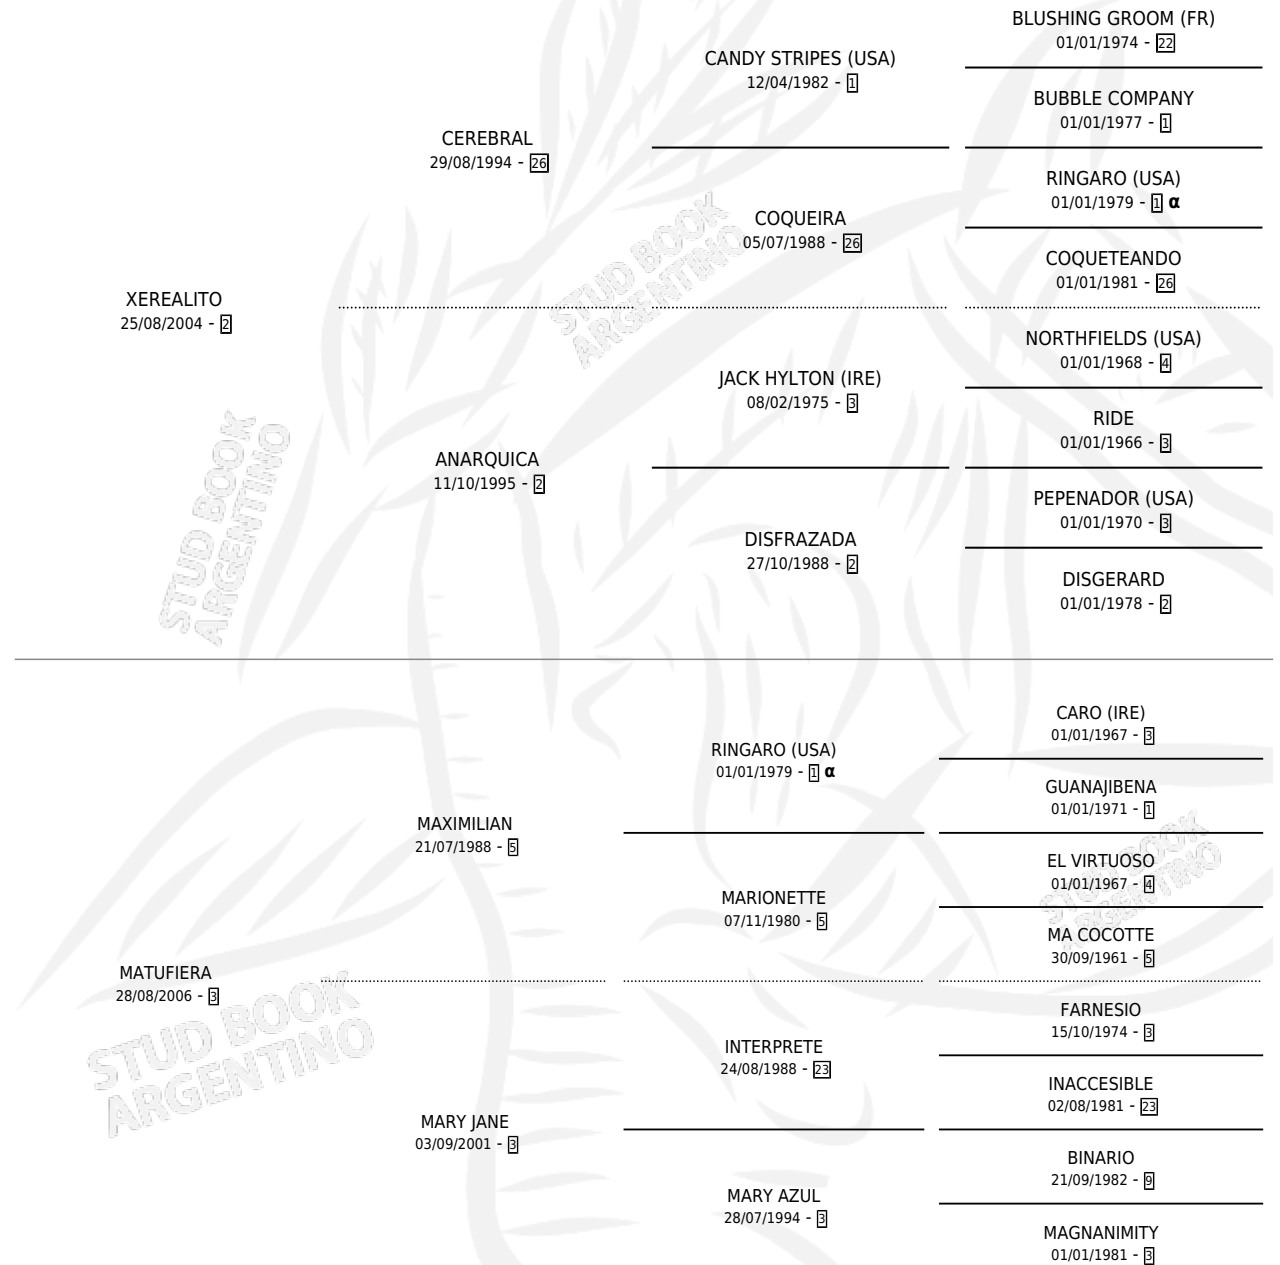 BLUSHING GROOM (FR)
01/01/1974 - 22
CANDY STRIPES (USA)
12/04/1982 - 1
BUBBLE COMPANY
01/01/1977 - 1
CEREBRAL
29/08/1994 - 26
RINGARO (USA)
01/01/1979 - 1 α
COQUEIRA
05/07/1988 - 26
COQUETEANDO
01/01/1981 - 26
XEREALITO
25/08/2004 - 2
NORTHFIELDS (USA)
01/01/1968 - 4
JACK HYLTON (IRE)
08/02/1975 - 3
RIDE
01/01/1966 - 3
ANARQUICA
11/10/1995 - 2
PEPENADOR (USA)
01/01/1970 - 3
DISFRAZADA
27/10/1988 - 2
DISGERARD
01/01/1978 - 2
CARO (IRE)
01/01/1967 - 3
RINGARO (USA)
01/01/1979 - 1 α
GUANAJIBENA
01/01/1971 - 1
MAXIMILIAN
21/07/1988 - 5
EL VIRTUOSO
01/01/1967 - 4
MARIONETTE
07/11/1980 - 5
MA COCOTTE
30/09/1961 - 5
MATUFIERA
28/08/2006 - 3
FARNESIO
15/10/1974 - 3
INTERPRETE
24/08/1988 - 23
INACCESIBLE
02/08/1981 - 23
MARY JANE
03/09/2001 - 3
BINARIO
21/09/1982 - 9
MARY AZUL
28/07/1994 - 3
MAGNANIMITY
01/01/1981 - 3
STUD BOOK
ARGENTINO
STUD BOOK
ARGENTINO
STUD BOOK
ARGENTINO
STUD BOOK
ARGENTINO